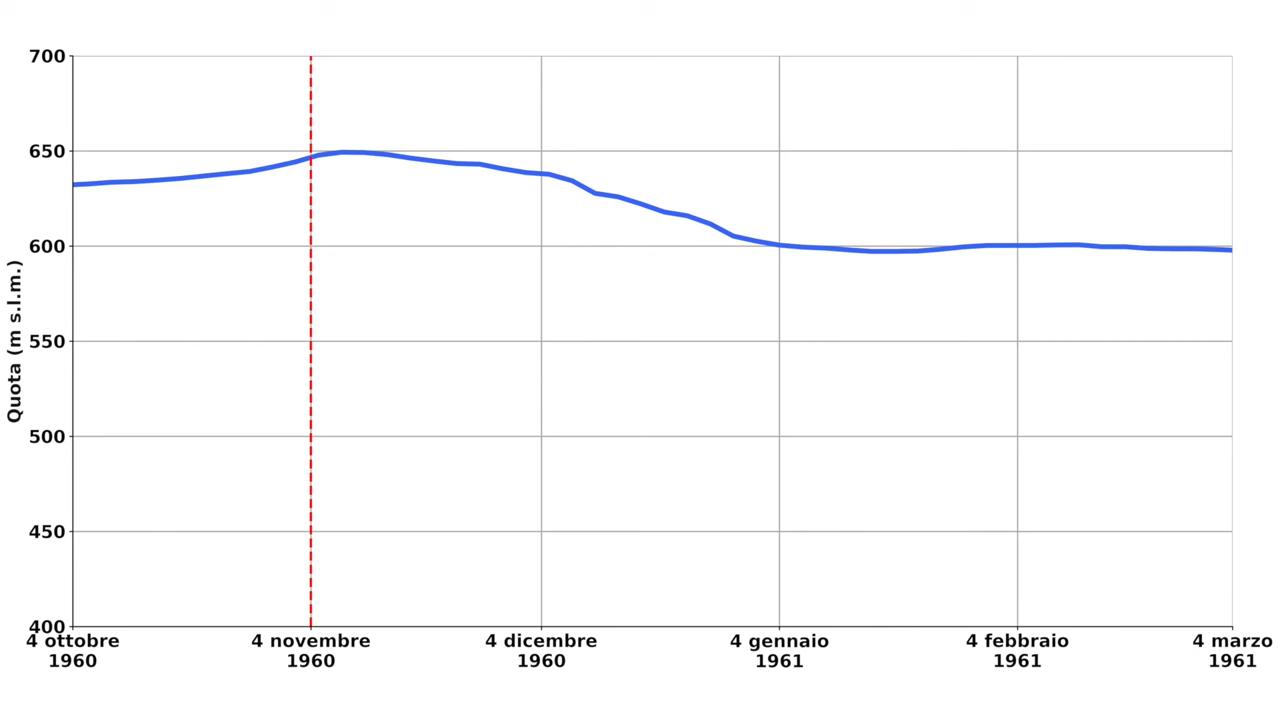 700
650
600
550
500
450
400
Quota (m s.l.m.)
4 ottobre
1960
4 novembre
1960
4 dicembre
1960
4 gennaio
1961
4 febbraio
1961
4 marzo
1961